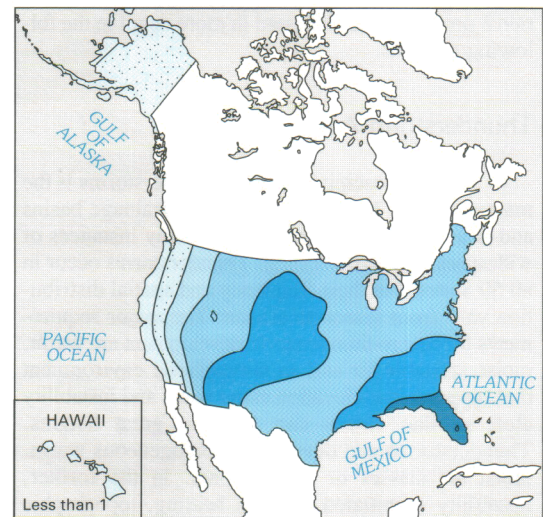 GULF
OF
ALASKA
PACIFIC
OCEAN
ATLANTIC
OCEAN
HAWAII
GULF OF
MEXICO
Less than 1